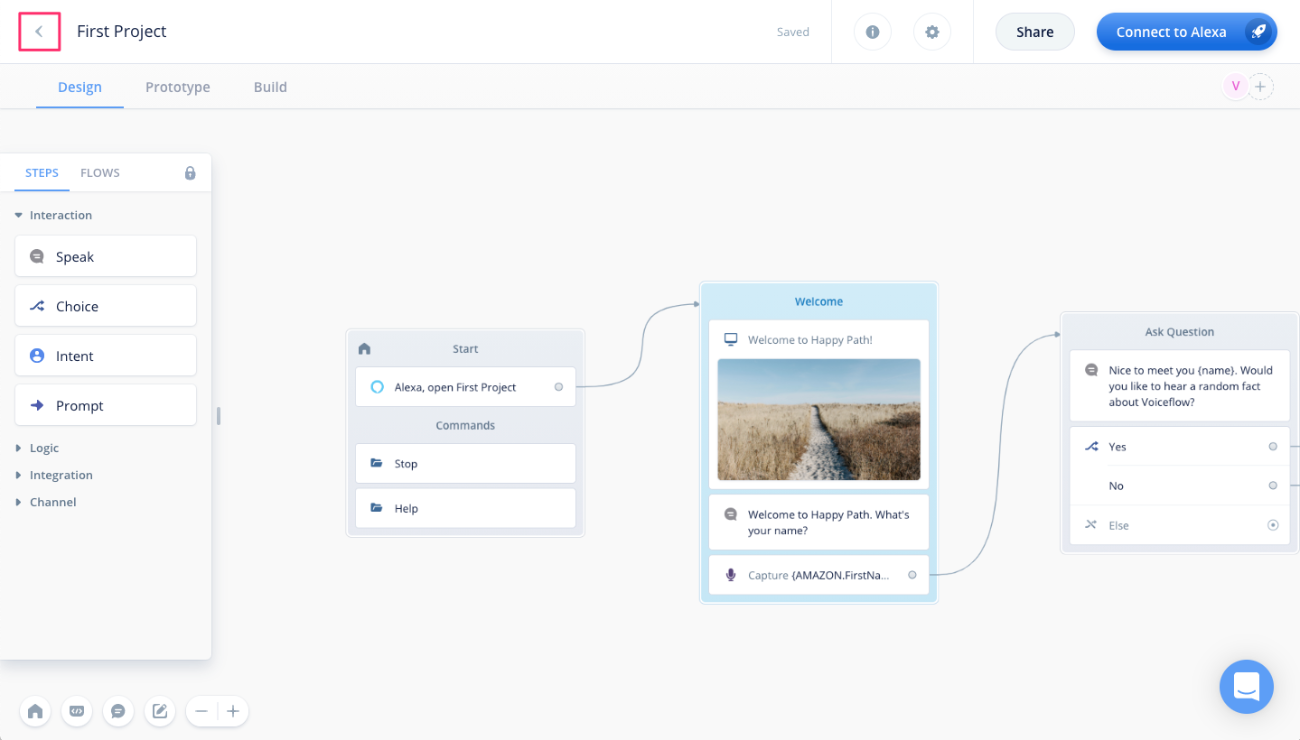 First Project
Saved
Share
Connect to Alexa
Design
Prototype
Build
V
STEPS
FLOWS
Interaction
Speak
Choice
Intent
Prompt
Logic
Integration
Channel
Start
Alexa, open First Project
Commands
Stop
Help
Welcome
Welcome to Happy Path!
Welcome to Happy Path. What's
your name?
Capture {AMAZON.FirstNa...
Ask Question
Nice to meet you {name}. Would
you like to hear a random fact
about Voiceflow?
Yes
No
Else